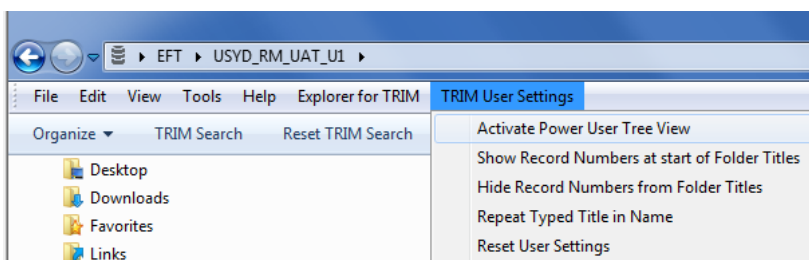 EFT USYD_RM_UAT_U1
File Edit View Tools Help Explorer for TRIM TRIM User Settings
Organize TRIM Search Reset TRIM Search
Activate Power User Tree View
Show Record Numbers at start of Folder Titles
Hide Record Numbers from Folder Titles
Repeat Typed Title in Name
Reset User Settings
Desktop
Downloads
Favorites
Links